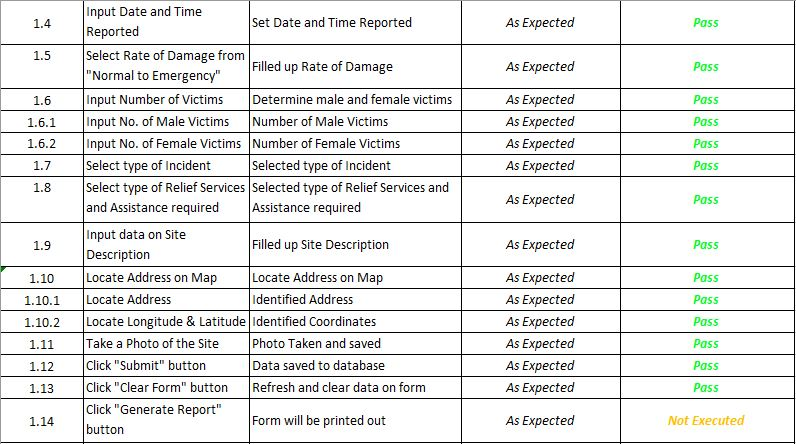 1.4 Input Date and Time Reported Set Date and Time Reported As Expected Pass
1.5 Select Rate of Damage from "Normal to Emergency" Filled up Rate of Damage As Expected Pass
1.6 Input Number of Victims Determine male and female victims As Expected Pass
1.6.1 Input No. of Male Victims Number of Male Victims As Expected Pass
1.6.2 Input No. of Female Victims Number of Female Victims As Expected Pass
1.7 Select type of Incident Selected type of Incident As Expected Pass
1.8 Select type of Relief Services and Assistance required Selected type of Relief Services and Assistance required As Expected Pass
1.9 Input data on Site Description Filled up Site Description As Expected Pass
1.10 Locate Address on Map Locate Address on Map As Expected Pass
1.10.1 Locate Address Identified Address As Expected Pass
1.10.2 Locate Longitude & Latitude Identified Coordinates As Expected Pass
1.11 Take a Photo of the Site Photo Taken and saved As Expected Pass
1.12 Click "Submit" button Data saved to database As Expected Pass
1.13 Click "Clear Form" button Refresh and clear data on form As Expected Pass
1.14 Click "Generate Report" button Form will be printed out As Expected Not Executed